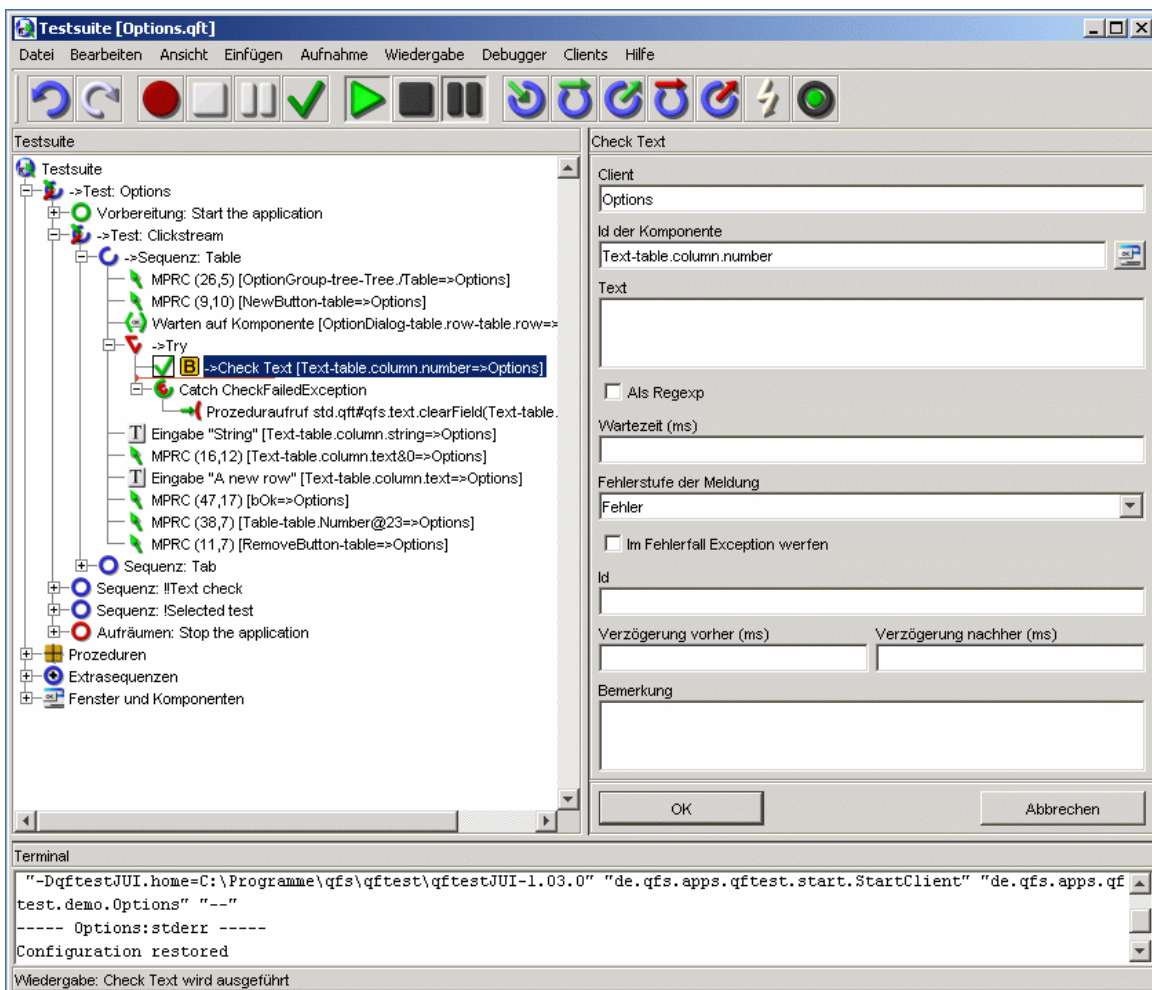 Testsuite [Options.qft]
Datei Bearbeiten Ansicht Einfügen Aufnahme Wiedergabe Debugger Clients Hilfe
Testsuite
Testsuite
->Test: Options
Vorbereitung: Start the application
->Test: Clickstream
->Sequenz: Table
MPRC (26,5) [OptionGroup-tree-Tree./Table=>Options]
MPRC (9,10) [NewButton-table=>Options]
Warten auf Komponente [OptionDialog-table.row-table.row=>
->Try
B ->Check Text [Text-table.column.number=>Options]
Catch CheckFailedException
Prozeduraufruf std.qft#qfs.text.clearField(Text-table.
T Eingabe "String" [Text-table.column.string=>Options]
MPRC (16,12) [Text-table.column.text&0=>Options]
T Eingabe "A new row" [Text-table.column.text=>Options]
MPRC (47,17) [bOk=>Options]
MPRC (38,7) [Table-table.Number@23=>Options]
MPRC (11,7) [RemoveButton-table=>Options]
Sequenz: Tab
Sequenz: !!Text check
Sequenz: !Selected test
Aufräumen: Stop the application
Prozeduren
Extrasequenzen
Fenster und Komponenten
Check Text
Client
Options
Id der Komponente
Text-table.column.number
Text
Als Regexp
Wartezeit (ms)
Fehlerstufe der Meldung
Fehler
Im Fehlerfall Exception werfen
Id
Verzögerung vorher (ms) Verzögerung nachher (ms)
Bemerkung
OK Abbrechen
Terminal
"-DqftestJUI.home=C:\Programme\qfs\qftest\qftestJUI-1.03.0" "de.qfs.apps.qftest.start.StartClient" "de.qfs.apps.qf
test.demo.Options" "--"
----- Options:stderr -----
Configuration restored
Wiedergabe: Check Text wird ausgeführt